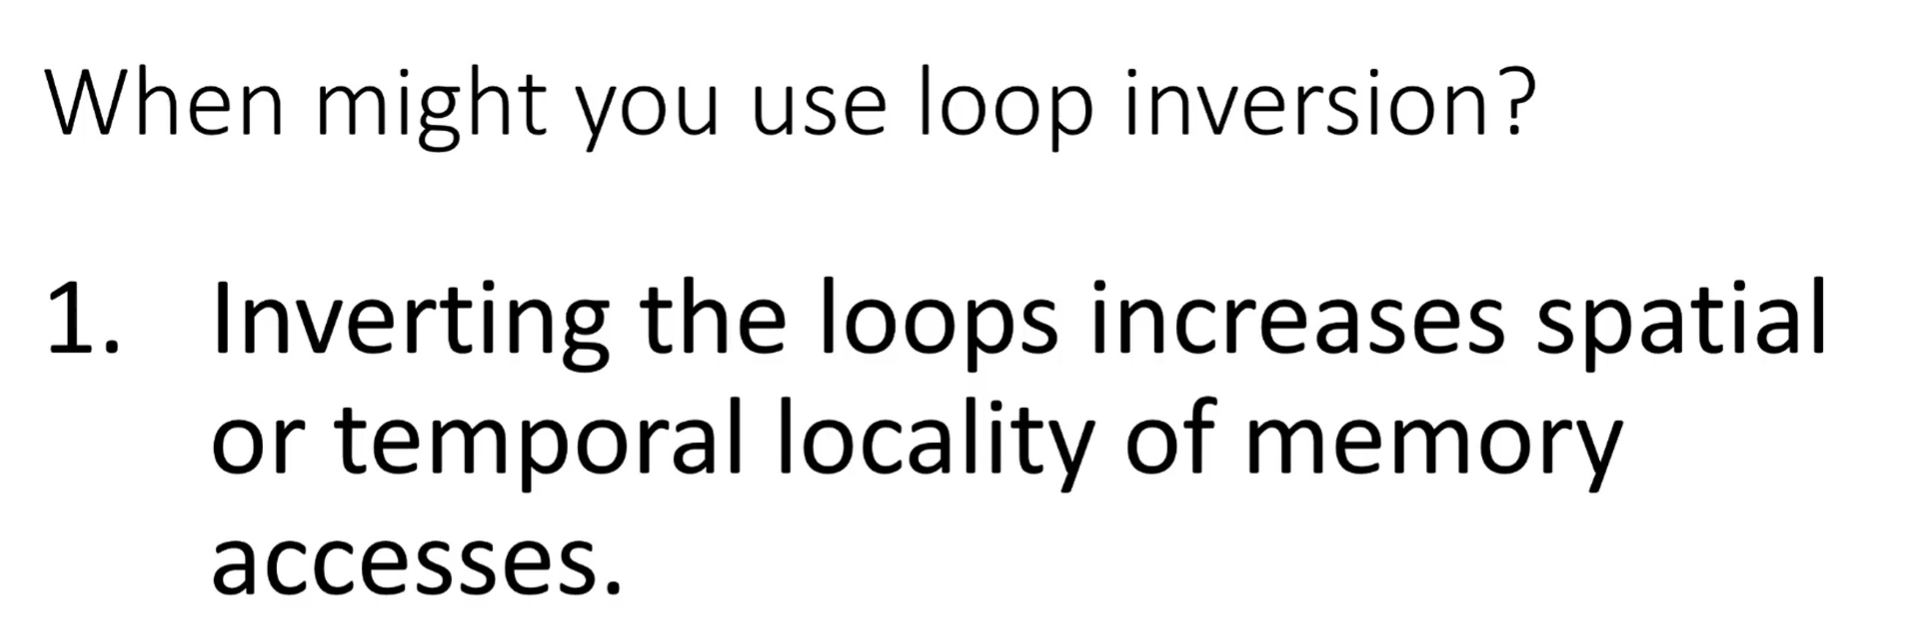 When might you use loop inversion?
1. Inverting the loops increases spatial
or temporal locality of memory
accesses.